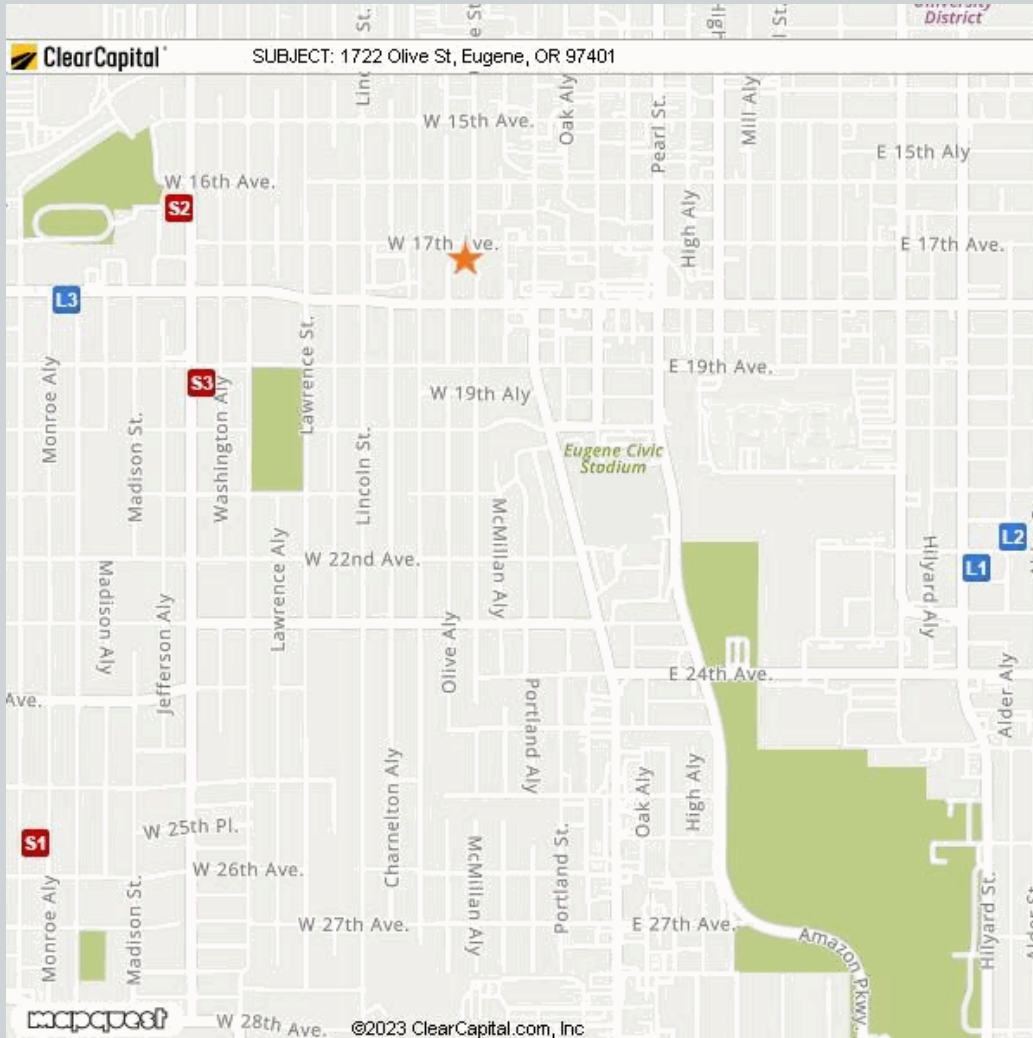 University
District
ClearCapital
SUBJECT: 1722 Olive St, Eugene, OR 97401
W 15th Ave.
Oak Aly
Pearl St.
Mill Aly
E 15th Aly
W 16th Ave.
S2
High Aly
W 17th Ave.
E 17th Ave.
L3
Lawrence St.
E 19th Ave.
Monroe Aly
S3
Washington Aly
W 19th Aly
Madison St.
Lincoln St.
Eugene Civic
Stadium
McMillan Aly
L2
Lawrence Aly
W 22nd Ave.
L1
Hilyard Aly
Madison Aly
Jefferson Aly
Olive Aly
E 24th Ave.
Alder Aly
Ave.
Portland Aly
Charnelton Aly
Oak Aly
High Aly
W 25th Pl.
S1
W 26th Ave.
McMillan Aly
Portland St.
Monroe Aly
Madison St.
W 27th Ave.
E 27th Ave.
Amazon Pkwy.
Hilyard St.
mapquest
W 28th Ave.
©2023 ClearCapital.com, Inc